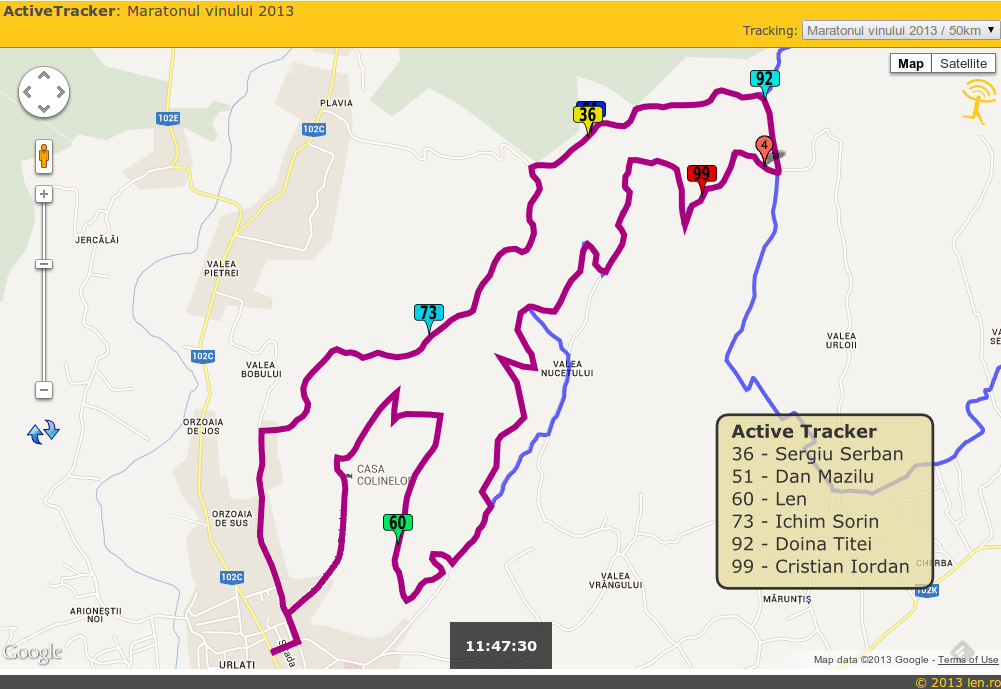 ActiveTracker: Maratonul vinului 2013
Tracking: Maratonul vinului 2013 / 50km
Map Satellite
92
PLAVIA
36
102E
102C
4
99
JERCĂLĂI
VALEA
PIETREI
73
VALEA
URLOII
102C
VALEA
BOBULUI
VALEA
NUCETULUI
ORZOAIA
DE JOS
Active Tracker
36 - Sergiu Serban
51 - Dan Mazilu
60 - Len
73 - Ichim Sorin
92 - Doina Titei
99 - Cristian Iordan
CASA
COLINELOR
ORZOAIA
DE SUS
60
102C
VALEA
VRÂNGULUI
102K
MĂRUNȚIȘ
ARIONEȘTII
NOI
11:47:30
Google
URLATI
Map data ©2013 Google - Terms of Use
© 2013 len.ro